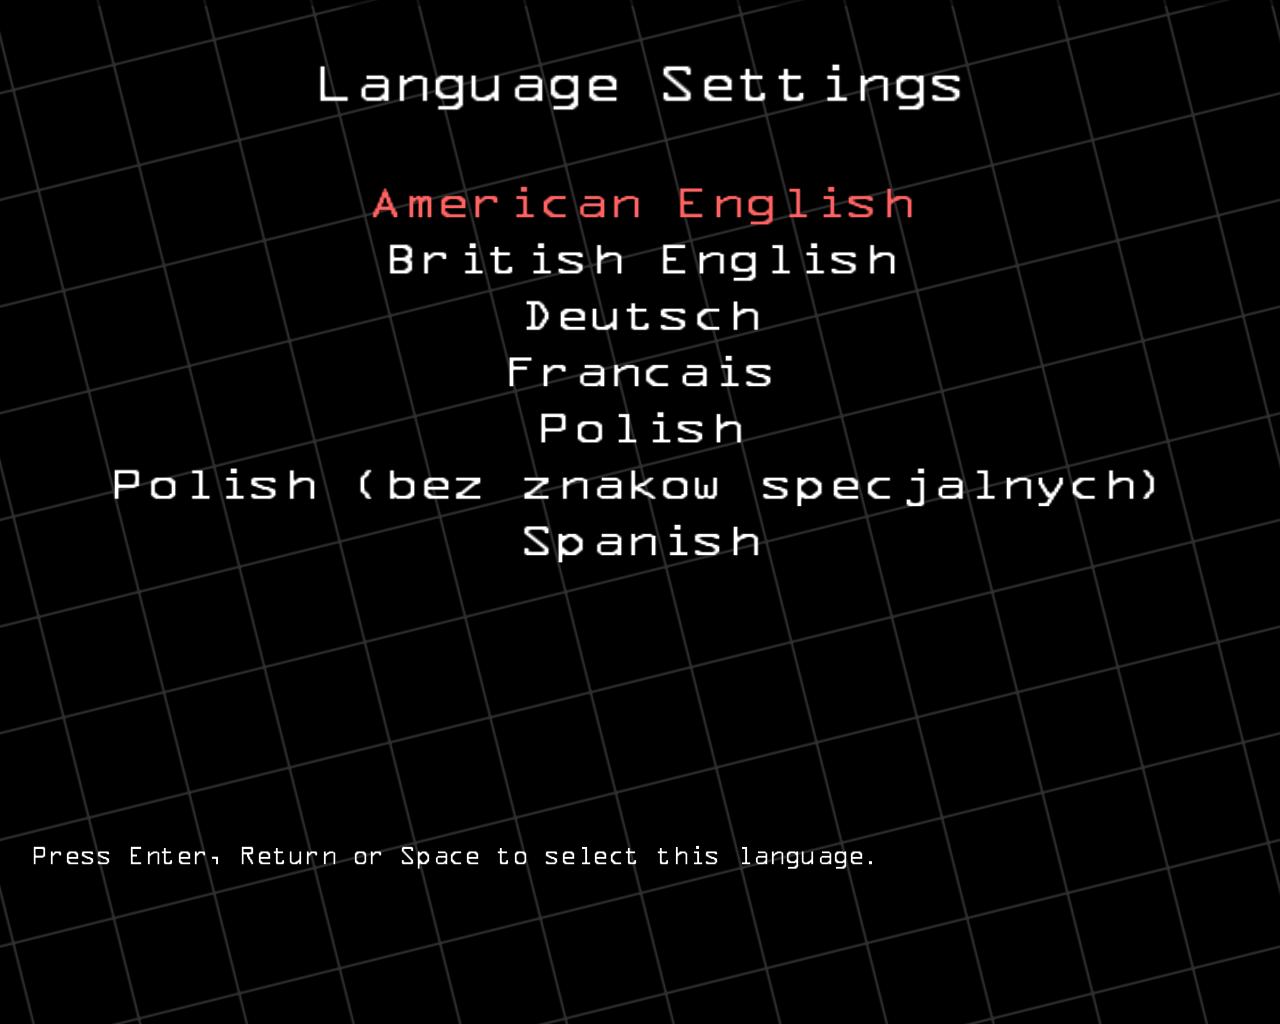 Language Settings
American English
British English
Deutsch
Francais
Polish
Polish (bez znakow specjalnych)
Spanish
Press Enter, Return or Space to select this language.